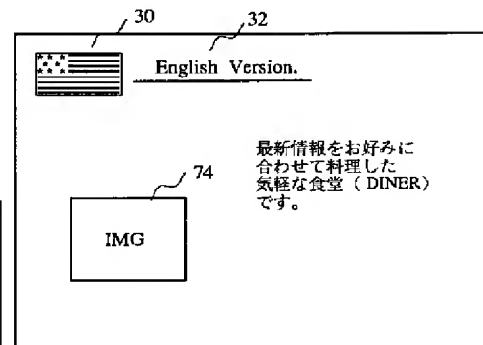 30
32
English Version.
最新情報をお好みに
合わせて料理した
気軽な食堂（DINER）
です。
74
IMG